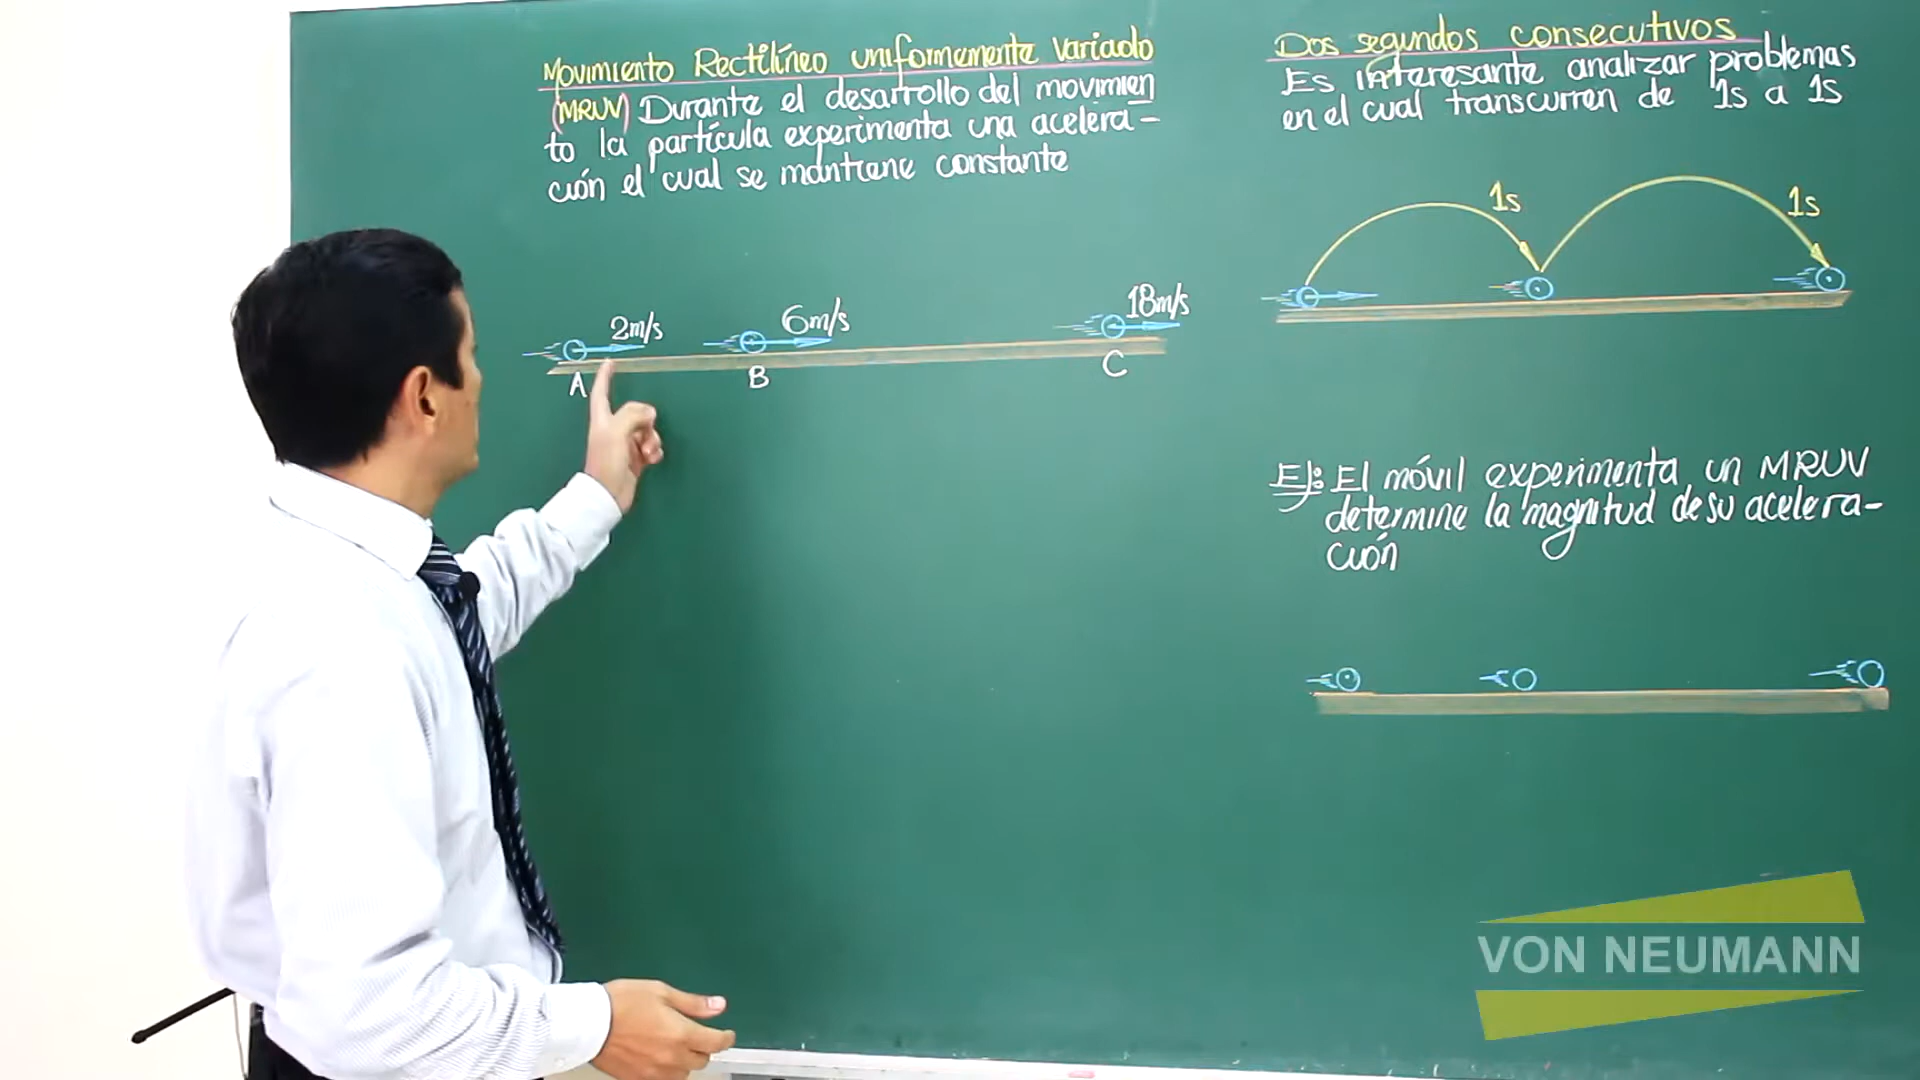 Movimiento Rectilíneo uniformemente Variado
(MRUV) Durante el desarrollo del movimien
to la partícula experimenta una acelera-
ción el cual se mantiene constante
2m/s
6m/s
18m/s
A
B
C
Dos segundos consecutivos
Es interesante analizar problemas
en el cual transcurren de 1s a 1s
1s
1s
Ej: El móvil experimenta un MRUV
determine la magnitud de su acelera-
ción
VON NEUMANN